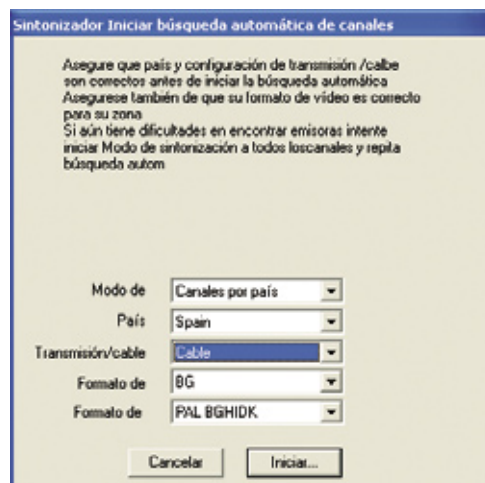 Sintonizador Iniciar búsqueda automática de canales
Asegure que país y configuración de transmisión /calbe
son correctos antes de iniciar la búsqueda automática
Asegurese también de que su formato de vídeo es correcto
para su zona
Si aún tiene dificultades en encontrar emisoras intente
iniciar Modo de sintonización a todos loscanales y repita
búsqueda autom
Modo de Canales por país
País Spain
Transmisión/cable Cable
Formato de BG
Formato de PAL BGHIDK
Cancelar Iniciar...